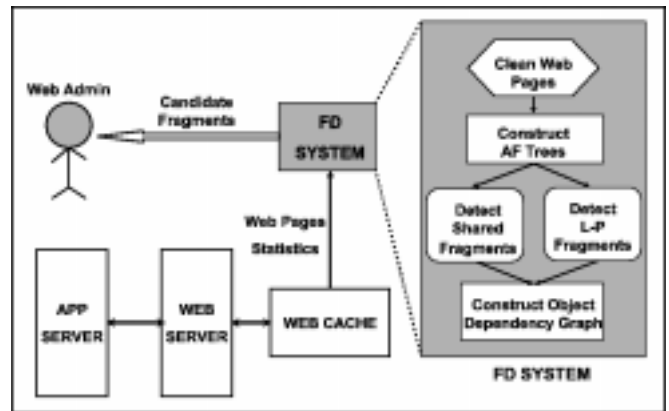 Web Admin
Candidate
Fragments
FD
SYSTEM
Web Pages
Statistics
APP
SERVER
WEB
SERVER
WEB CACHE
Clean Web
Pages
Construct
AF Trees
Detect
Shared
Fragments
Detect
L-P
Fragments
Construct Object
Dependency Graph
FD SYSTEM